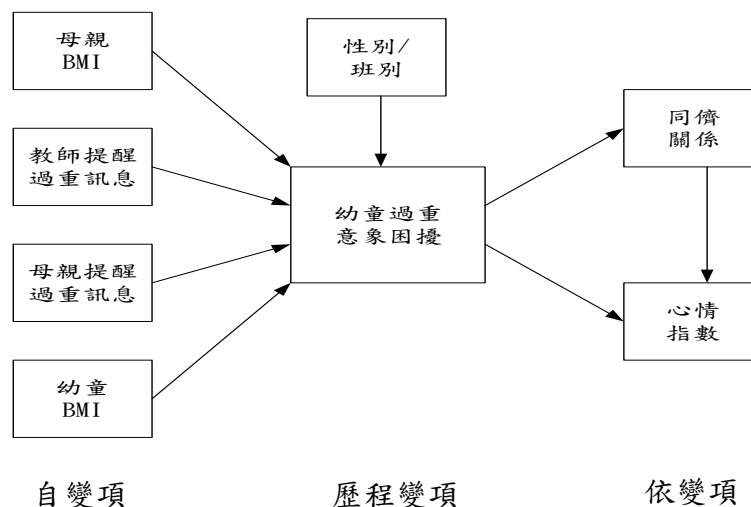 母親
BMI
性別/
班別
同儕
關係
教師提醒
過重訊息
幼童過重
意象困擾
母親提醒
過重訊息
心情
指數
幼童
BMI
自變項
歷程變項
依變項